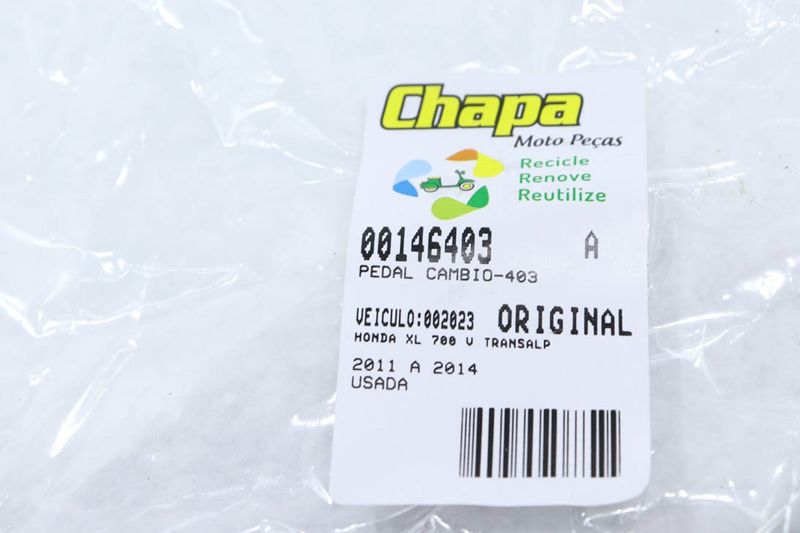 Chapa
Moto Peças
Recicle
Renove
Reutilize
00146403 A
PEDAL CAMBIO-403
VEICULO:002023 ORIGINAL
HONDA XL 700 V TRANSALP
2011 A 2014
USADA